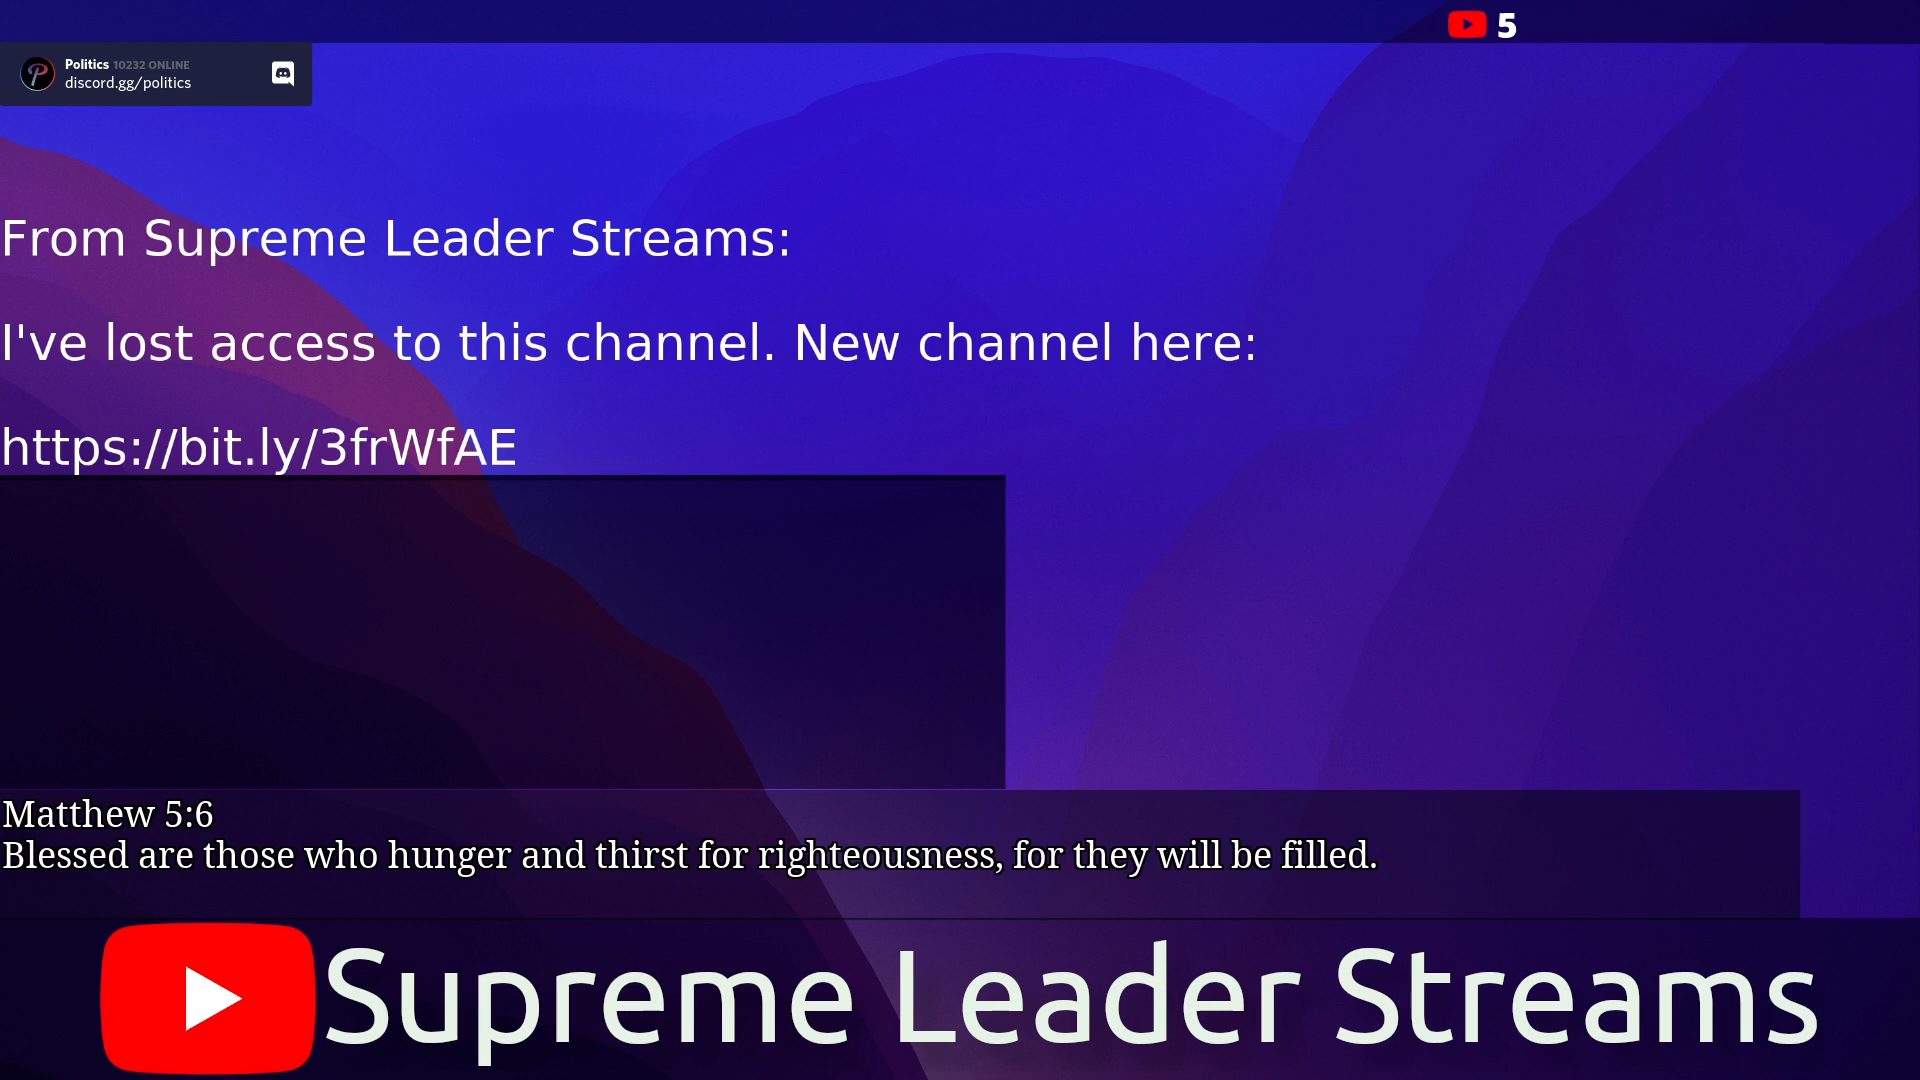 5
Politics 10232 ONLINE
discord.gg/politics
From Supreme Leader Streams:
I've lost access to this channel. New channel here:
https://bit.ly/3frWfAE
Matthew 5:6
Blessed are those who hunger and thirst for righteousness, for they will be filled.
Supreme Leader Streams